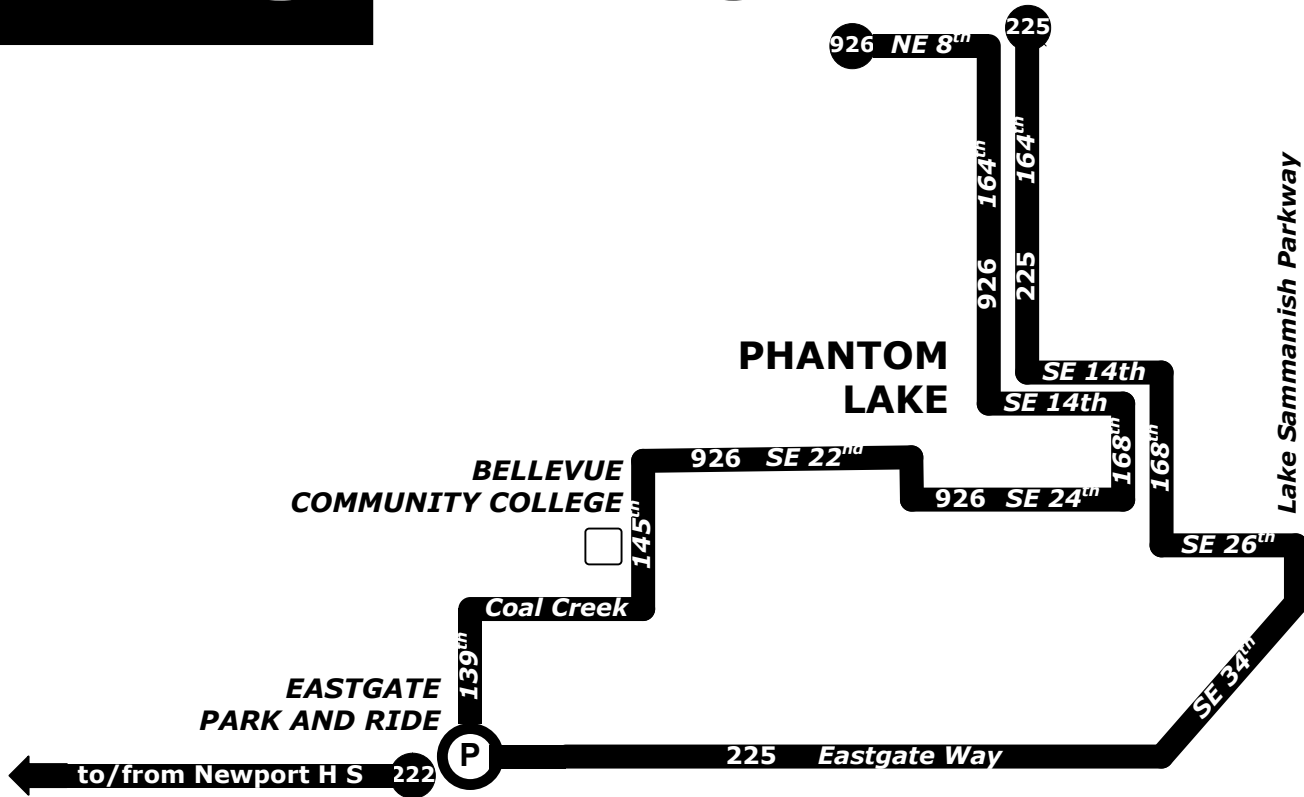 926 NE 8th
225
164th
164th
926
225
Lake Sammamish Parkway
PHANTOM
LAKE
SE 14th
SE 14th
168th
168th
926 SE 22nd
926 SE 24th
BELLEVUE
COMMUNITY COLLEGE
145th
SE 26th
Coal Creek
139th
SE 34th
EASTGATE
PARK AND RIDE
P
225 Eastgate Way
to/from Newport H S 222